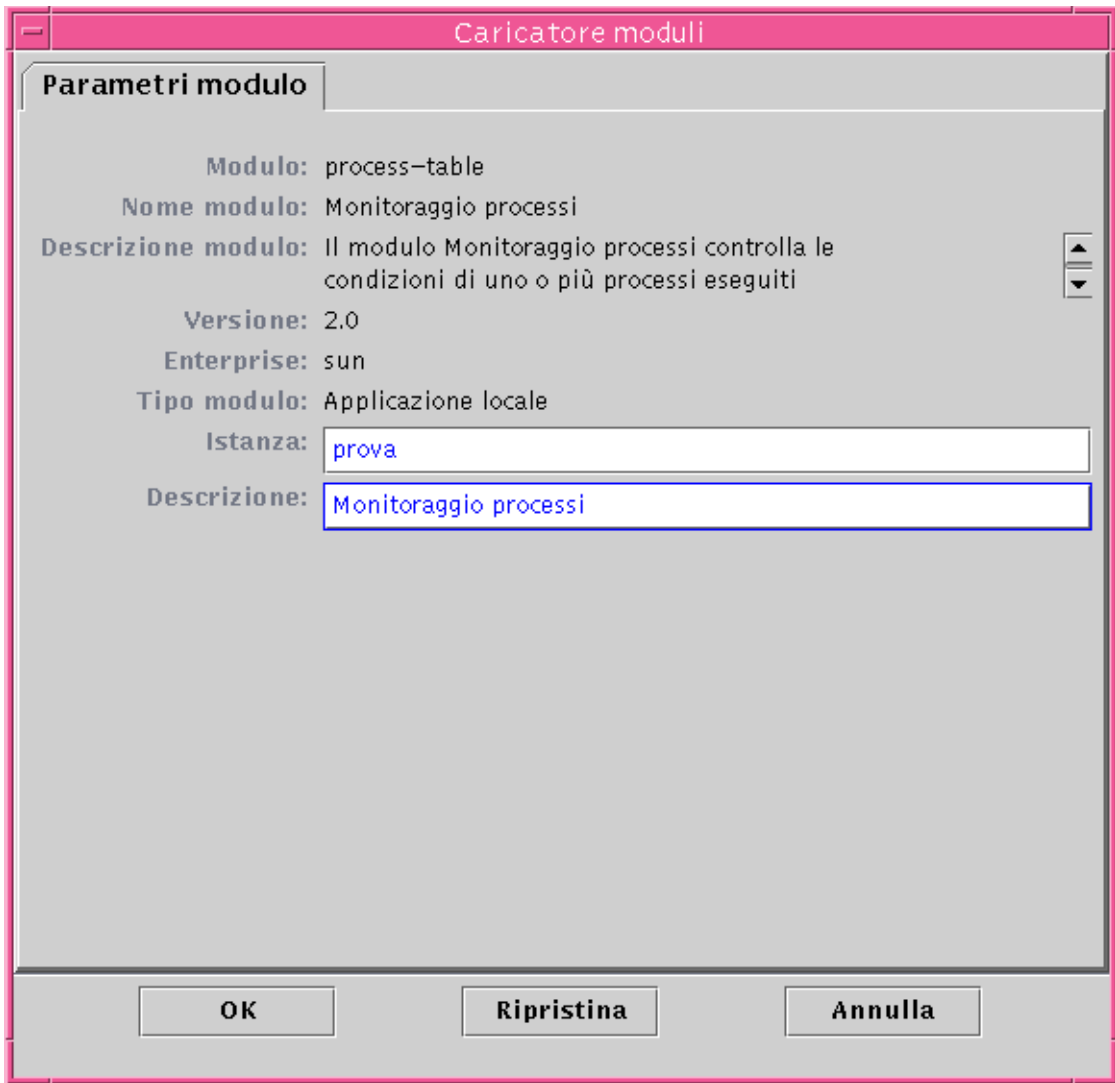 Caricatore moduli
Parametri modulo
Modulo: process-table
Nome modulo: Monitoraggio processi
Descrizione modulo: Il modulo Monitoraggio processi controlla le
condizioni di uno o più processi eseguiti
Versione: 2.0
Enterprise: sun
Tipo modulo: Applicazione locale
Istanza: prova
Descrizione: Monitoraggio processi
OK Ripristina Annulla